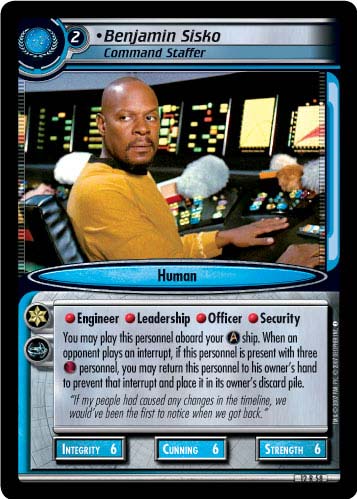 2 •Benjamin Sisko
Command Staffer
Human
Engineer Leadership Officer Security
You may play this personnel aboard your A ship. When an
opponent plays an interrupt, if this personnel is present with three
personnel, you may return this personnel to his owner's hand
to prevent that interrupt and place it in its owner's discard pile.
"If my people had caused any changes in the timeline, we
would've been the first to notice when we got back."
INTEGRITY 6 CUNNING 6 STRENGTH 6
12 R 58